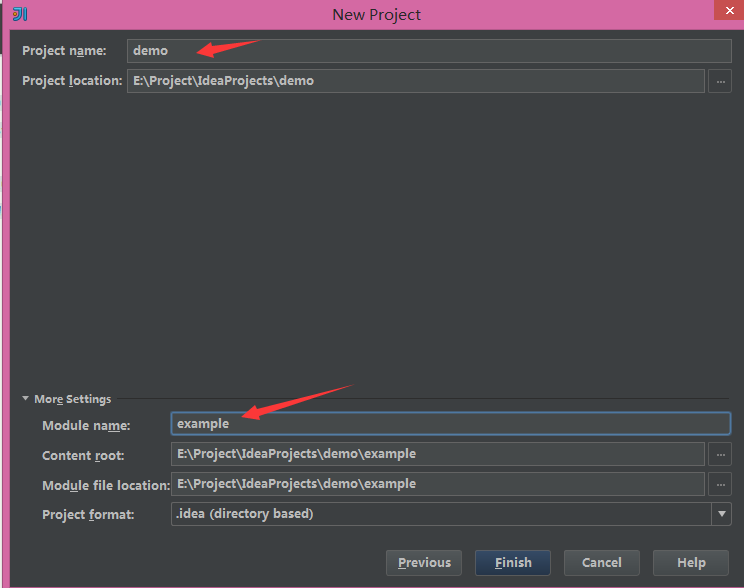 New Project
Project name: demo
Project location: E:\Project\IdeaProjects\demo ...
More Settings
Module name: example
Content root: E:\Project\IdeaProjects\demo\example ...
Module file location: E:\Project\IdeaProjects\demo\example ...
Project format: .idea (directory based)
Previous Finish Cancel Help